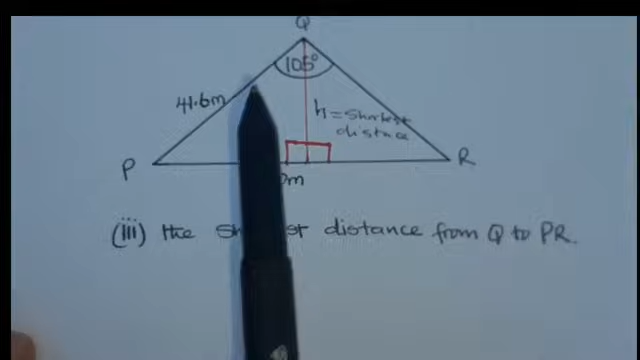 Q
105°
41.6m
h = shortest
distance
P
R
m
(iii) the distance from Q to PR.